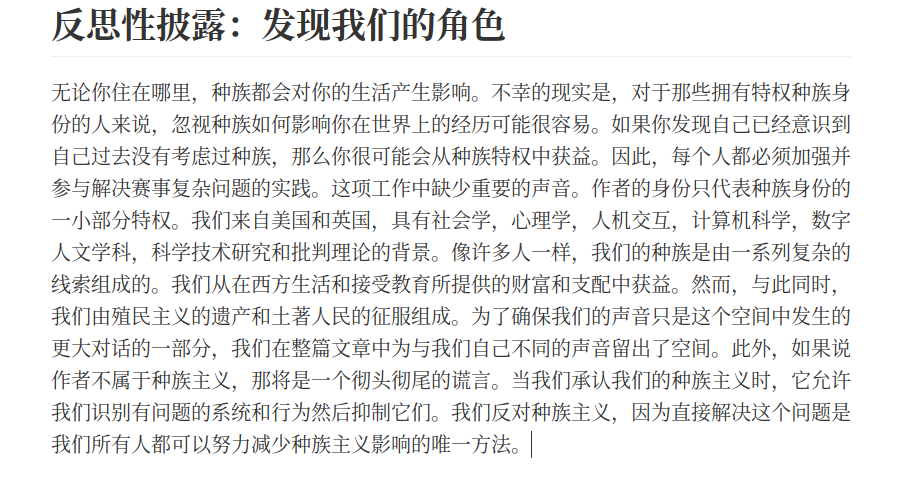 反思性披露：发现我们的角色
无论你住在哪里，种族都会对你的生活产生影响。不幸的现实是，对于那些拥有特权种族身
份的人来说，忽视种族如何影响你在世界上的经历可能很容易。如果你发现自己已经意识到
自己过去没有考虑过种族，那么你很可能会从种族特权中获益。因此，每个人都必须加强并
参与解决赛事复杂问题的实践。这项工作中缺少重要的声音。作者的身份只代表种族身份的
一小部分特权。我们来自美国和英国，具有社会学，心理学，人机交互，计算机科学，数字
人文学科，科学技术研究和批判理论的背景。像许多人一样，我们的种族是由一系列复杂的
线索组成的。我们从在西方生活和接受教育所提供的财富和支配中获益。然而，与此同时，
我们由殖民主义的遗产和土著人民的征服组成。为了确保我们的声音只是这个空间中发生的
更大对话的一部分，我们在整篇文章中为与我们自己不同的声音留出了空间。此外，如果说
作者不属于种族主义，那将是一个彻头彻尾的谎言。当我们承认我们的种族主义时，它允许
我们识别有问题的系统和行为然后抑制它们。我们反对种族主义，因为直接解决这个问题是
我们所有人都可以努力减少种族主义影响的唯一方法。